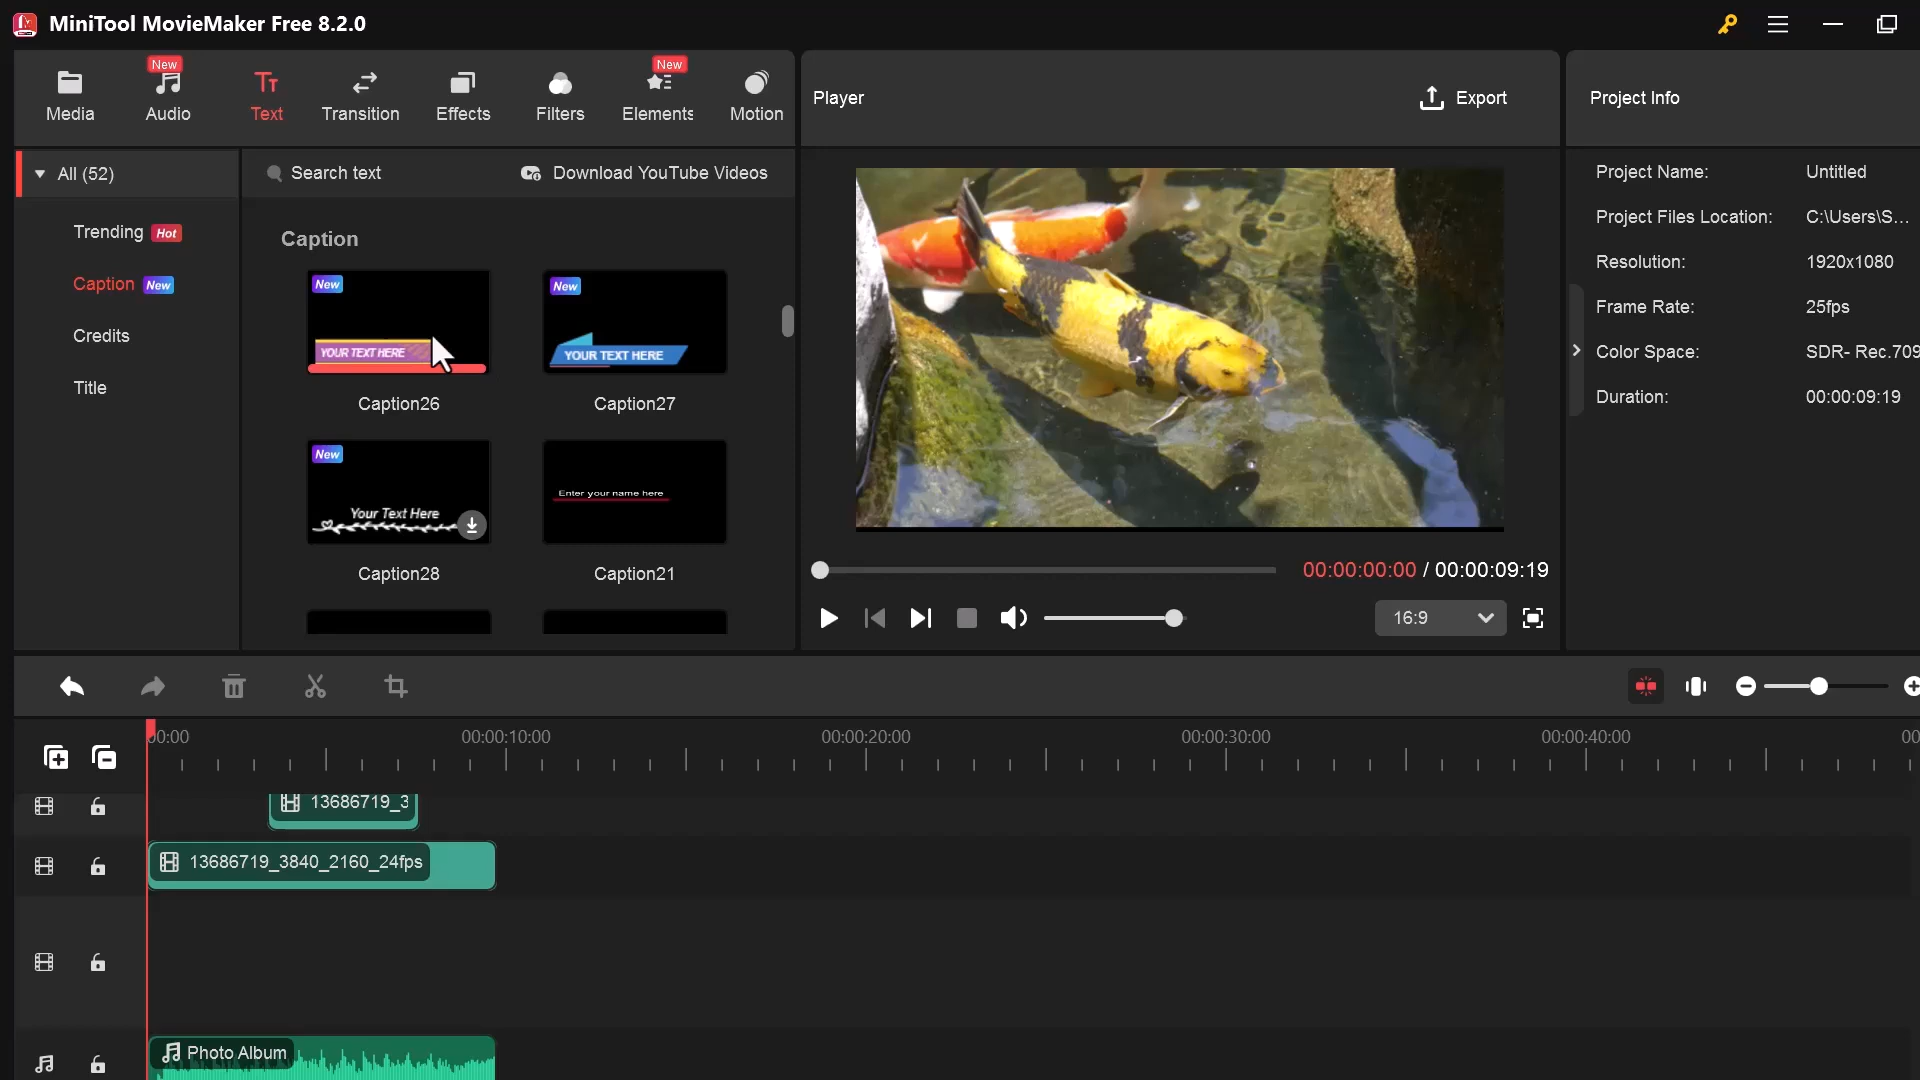 MiniTool MovieMaker Free 8.2.0
Media
New
Audio
Text
Transition
Effects
Filters
New
Elements
Motion
Player
Export
Project Info
All (52)
Search text
Download YouTube Videos
Trending Hot
Caption New
Credits
Title
Caption
New
YOUR TEXT HERE
Caption26
New
YOUR TEXT HERE
Caption27
New
Your Text Here
Caption28
Enter your name here
Caption21
00:00:00:00 / 00:00:09:19
16:9
Project Name: Untitled
Project Files Location: C:\Users\S...
Resolution: 1920x1080
Frame Rate: 25fps
Color Space: SDR- Rec.709
Duration: 00:00:09:19
00:00 00:00:10:00 00:00:20:00 00:00:30:00 00:00:40:00 00
13686719_3
13686719_3840_2160_24fps
Photo Album